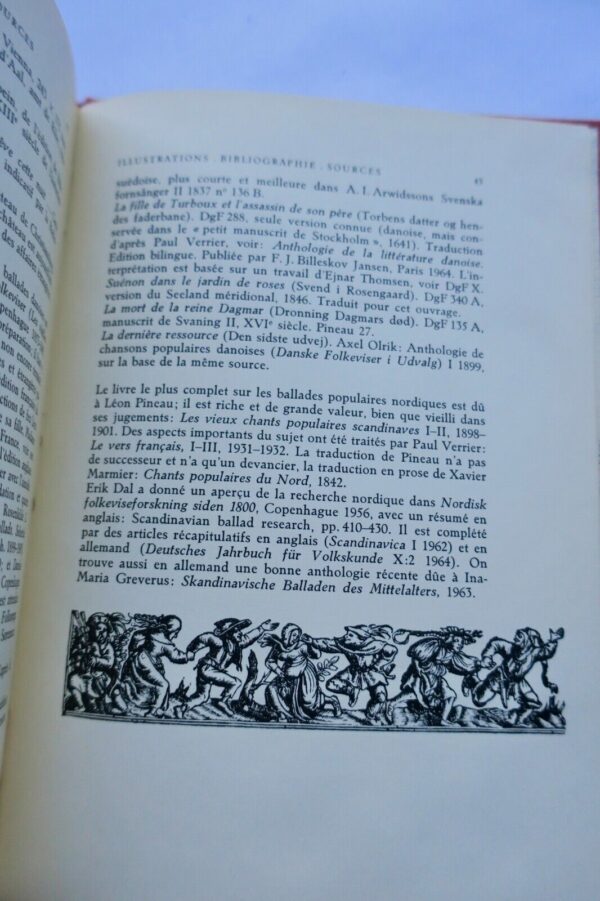 OURCES
ILLUSTRATIONS . BIBLIOGRAPHIE . SOURCES 45
suédoise, plus courte et meilleure dans A. I. Arwidssons Svenska
fornsånger II 1837 n° 136 B.
La fille de Turboux et l'assassin de son père (Torbens datter og hen-
des faderbane). DgF 288, seule version connue (danoise, mais con-
servée dans le « petit manuscrit de Stockholm », 1641). Traduction
d'après Paul Verrier, voir: Anthologie de la littérature danoise.
Edition bilingue. Publiée par F. J. Billeskov Jansen, Paris 1964. L'in-
terprétation est basée sur un travail d'Ejnar Thomsen, voir DgF X.
Suénon dans le jardin de roses (Svend i Rosengaard). DgF 340 A,
version du Seeland méridional, 1846. Traduit pour cet ouvrage.
La mort de la reine Dagmar (Dronning Dagmars død). DgF 135 A,
manuscrit de Svaning II, XVIe siècle. Pineau 27.
La dernière ressource (Den sidste udvej). Axel Olrik: Anthologie de
chansons populaires danoises (Danske Folkeviser i Udvalg) I 1899,
sur la base de la même source.
Le livre le plus complet sur les ballades populaires nordiques est dû
à Léon Pineau; il est riche et de grande valeur, bien que vieilli dans
ses jugements: Les vieux chants populaires scandinaves I–II, 1898–
1901. Des aspects importants du sujet ont été traités par Paul Verrier:
Le vers français, I–III, 1931–1932. La traduction de Pineau n'a pas
de successeur et n'a qu'un devancier, la traduction en prose de Xavier
Marmier: Chants populaires du Nord, 1842.
Erik Dal a donné un aperçu de la recherche nordique dans Nordisk
folkeviseforskning siden 1800, Copenhague 1956, avec un résumé en
anglais: Scandinavian ballad research, pp. 410–430. Il est complété
par des articles récapitulatifs en anglais (Scandinavica I 1962) et en
allemand (Deutsches Jahrbuch für Volkskunde X:2 1964). On
trouve aussi en allemand une bonne anthologie récente dûe à Ina-
Maria Greverus: Skandinavische Balladen des Mittelalters, 1963.